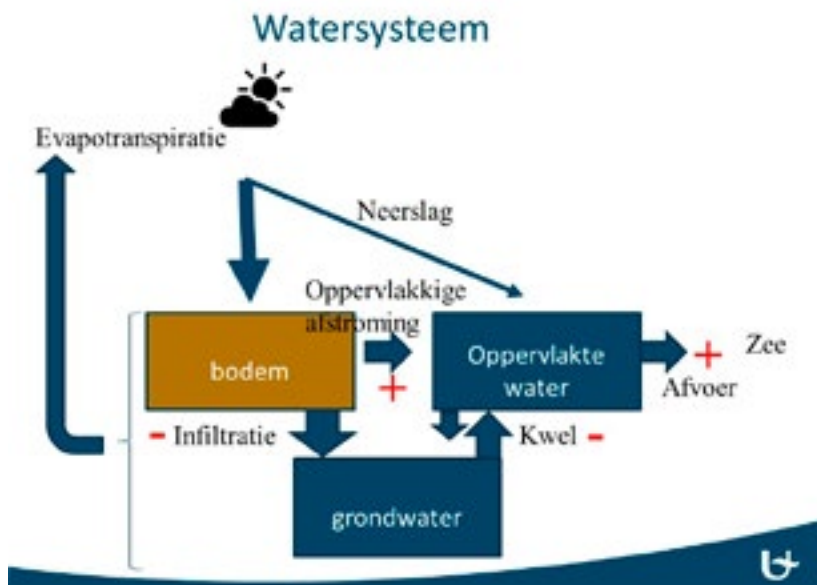 Watersysteem
Evapotranspiratie
Neerslag
Oppervlakkige
afstroming
bodem
+
Oppervlakte
water
+
Zee
Afvoer
- Infiltratie
Kwel -
grondwater